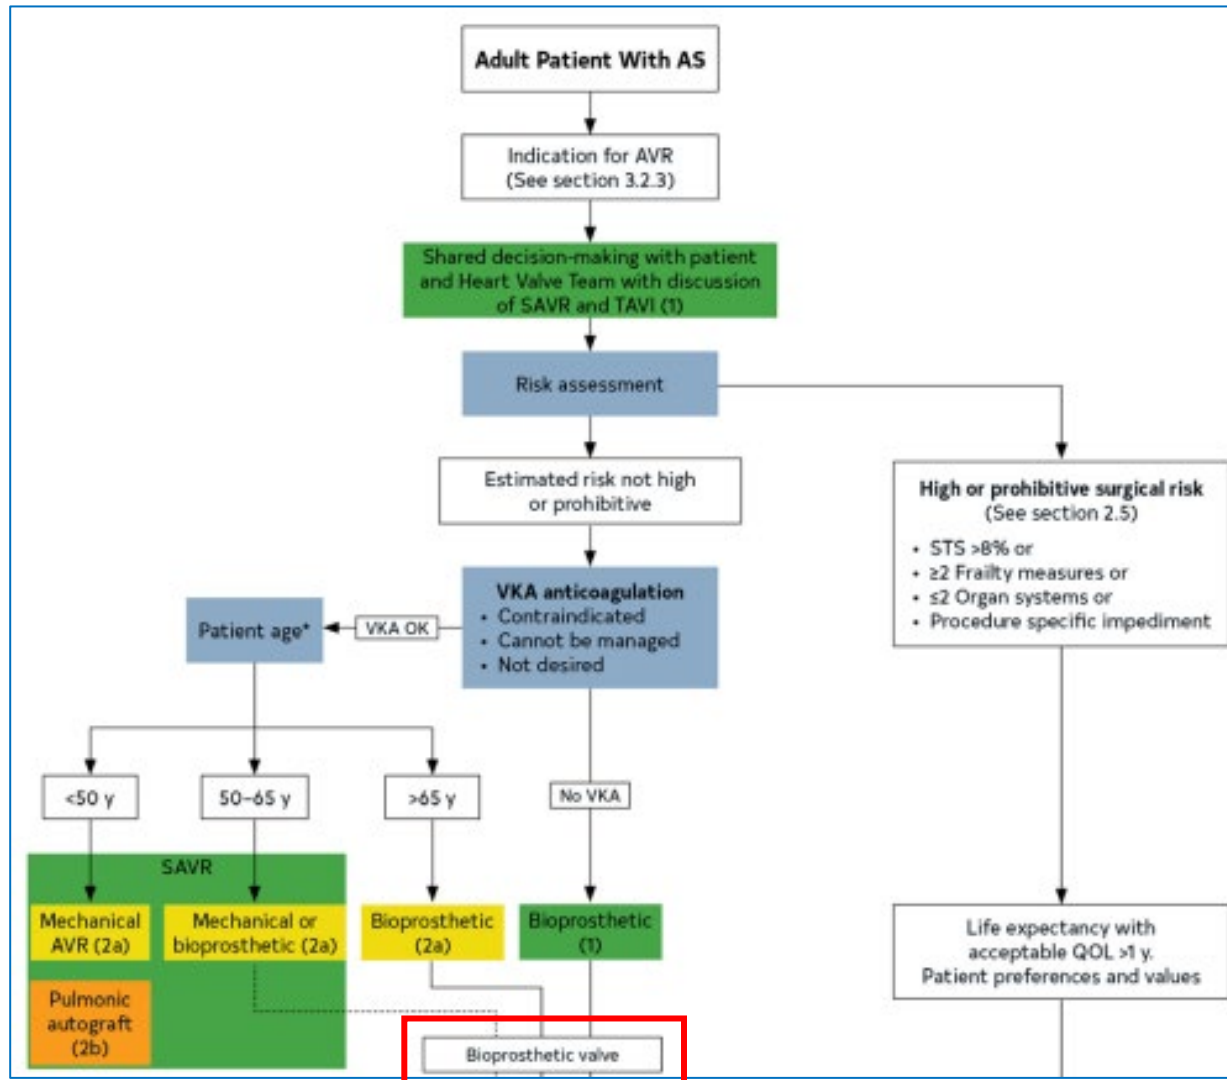 Adult Patient With AS
Indication for AVR
(See section 3.2.3)
Shared decision-making with patient
and Heart Valve Team with discussion
of SAVR and TAVI (1)
Risk assessment
Estimated risk not high
or prohibitive
High or prohibitive surgical risk
(See section 2.5)
• STS >8% or
• ≥2 Frailty measures or
• ≤2 Organ systems or
• Procedure specific impediment
VKA anticoagulation
• Contraindicated
• Cannot be managed
• Not desired
VKA OK
Patient age*
<50 y
50–65 y
>65 y
No VKA
SAVR
Mechanical
AVR (2a)
Mechanical or
bioprosthetic (2a)
Bioprosthetic
(2a)
Bioprosthetic
(1)
Life expectancy with
acceptable QOL >1 y.
Patient preferences and values
Pulmonic
autograft
(2b)
Bioprosthetic valve